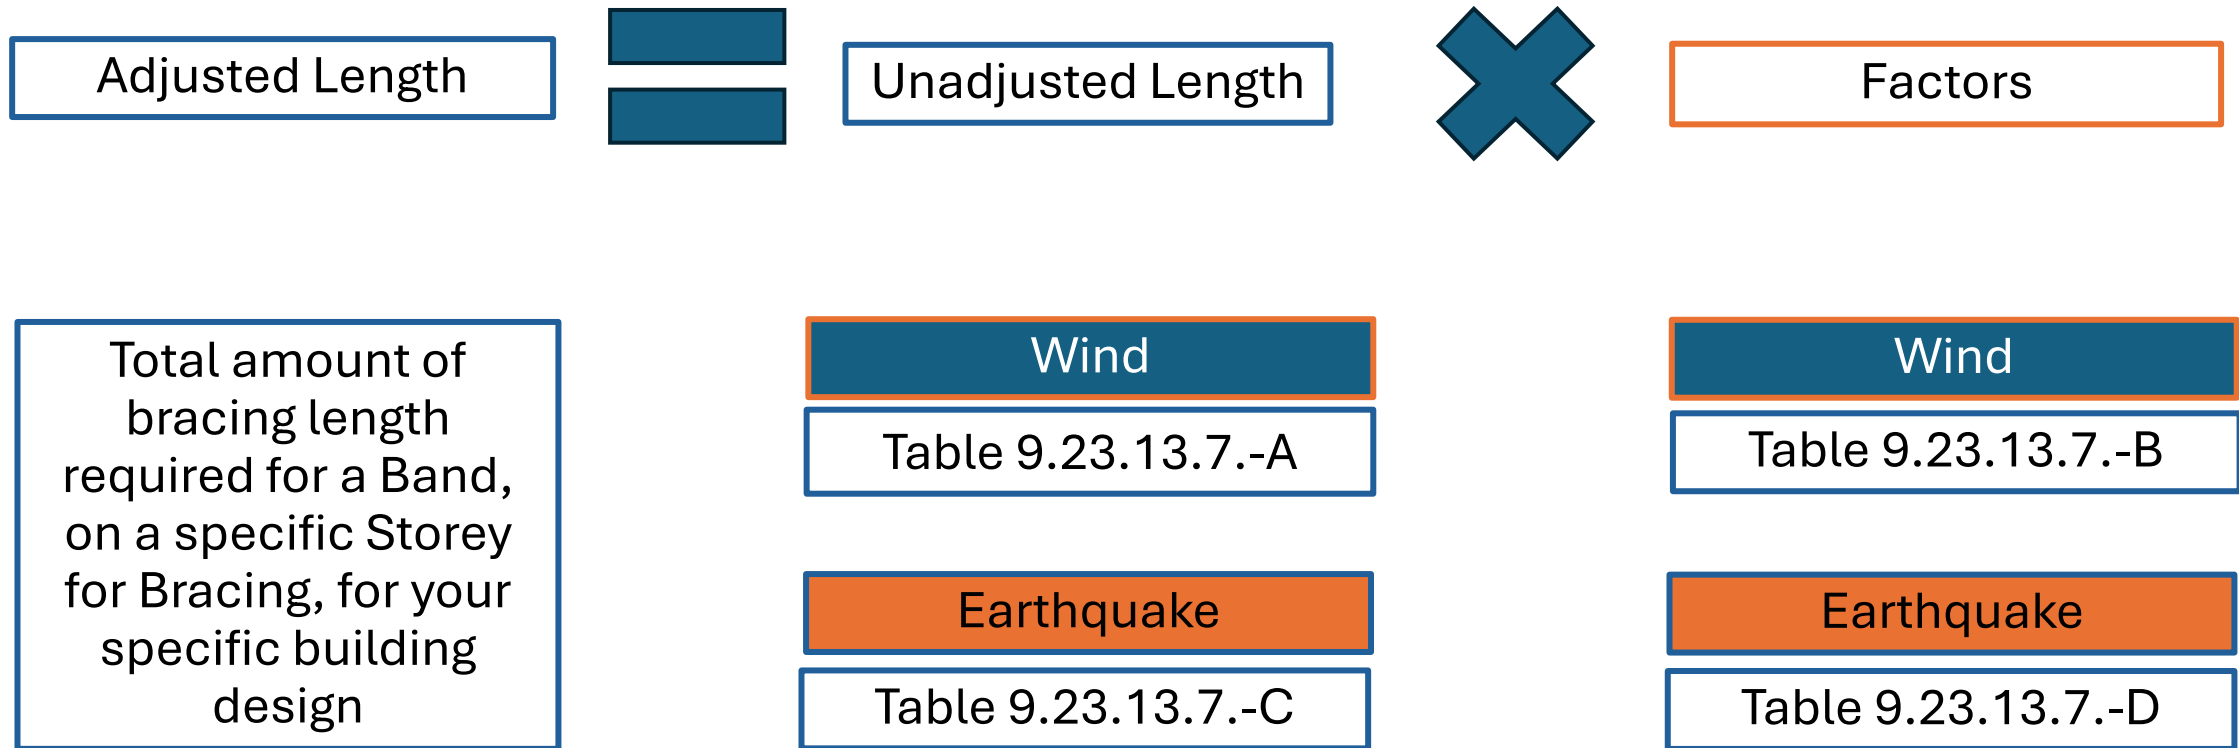 Adjusted Length
Unadjusted Length
Factors
Total amount of
bracing length
required for a Band,
on a specific Storey
for Bracing, for your
specific building
design
Wind
Table 9.23.13.7.-A
Earthquake
Table 9.23.13.7.-C
Wind
Table 9.23.13.7.-B
Earthquake
Table 9.23.13.7.-D